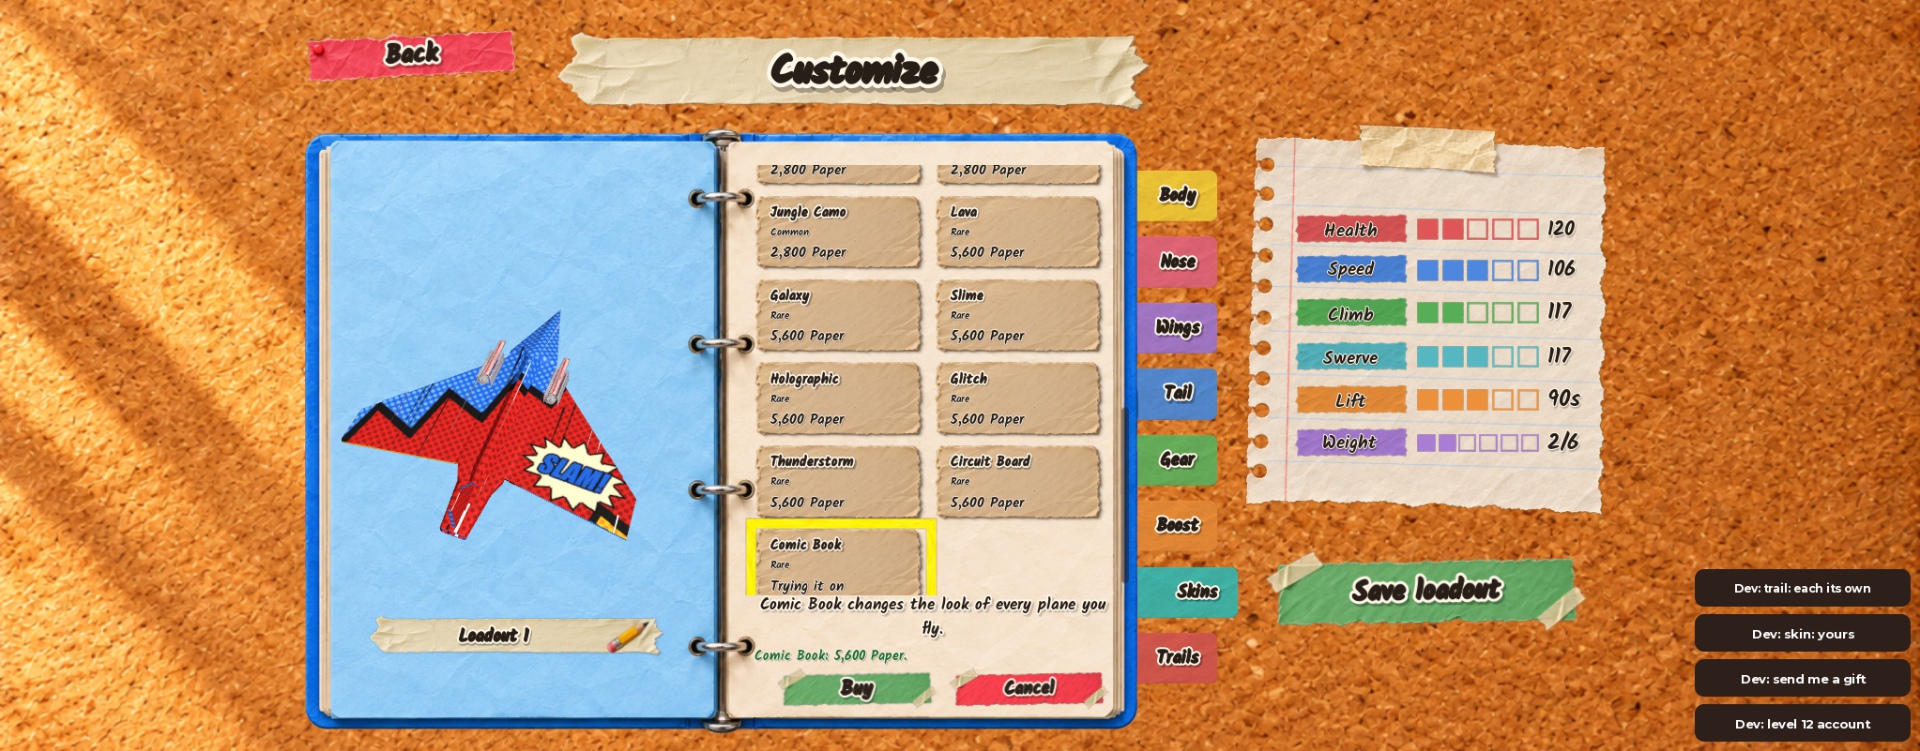 Back
Customize
2,800 Paper
2,800 Paper
Jungle Camo
Common
2,800 Paper
Lava
Rare
5,600 Paper
Galaxy
Rare
5,600 Paper
Slime
Rare
5,600 Paper
Holographic
Rare
5,600 Paper
Glitch
Rare
5,600 Paper
Thunderstorm
Rare
5,600 Paper
Circuit Board
Rare
5,600 Paper
Comic Book
Rare
Trying it on
Comic Book changes the look of every plane you
fly.
Comic Book: 5,600 Paper.
Buy
Cancel
SLAM!
Loadout 1
Body
Nose
Wings
Tail
Gear
Boost
Skins
Trails
Health 120
Speed 106
Climb 117
Swerve 117
Lift 90s
Weight 2/6
Save loadout
Dev: trail: each its own
Dev: skin: yours
Dev: send me a gift
Dev: level 12 account